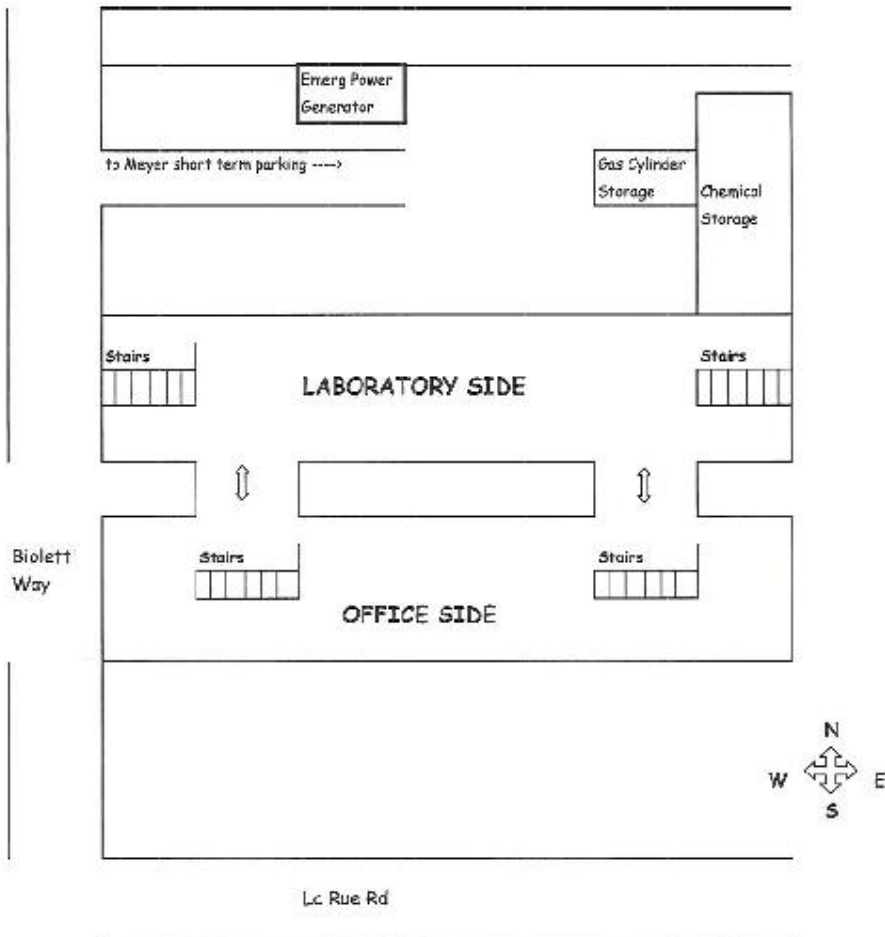 Emerg Power
Generator
to Meyer short term parking ---->
Gas Cylinder
Storage
Chemical
Storage
Stairs
Stairs
LABORATORY SIDE
Biolett
Way
Stairs
Stairs
OFFICE SIDE
N
W E
S
La Rue Rd